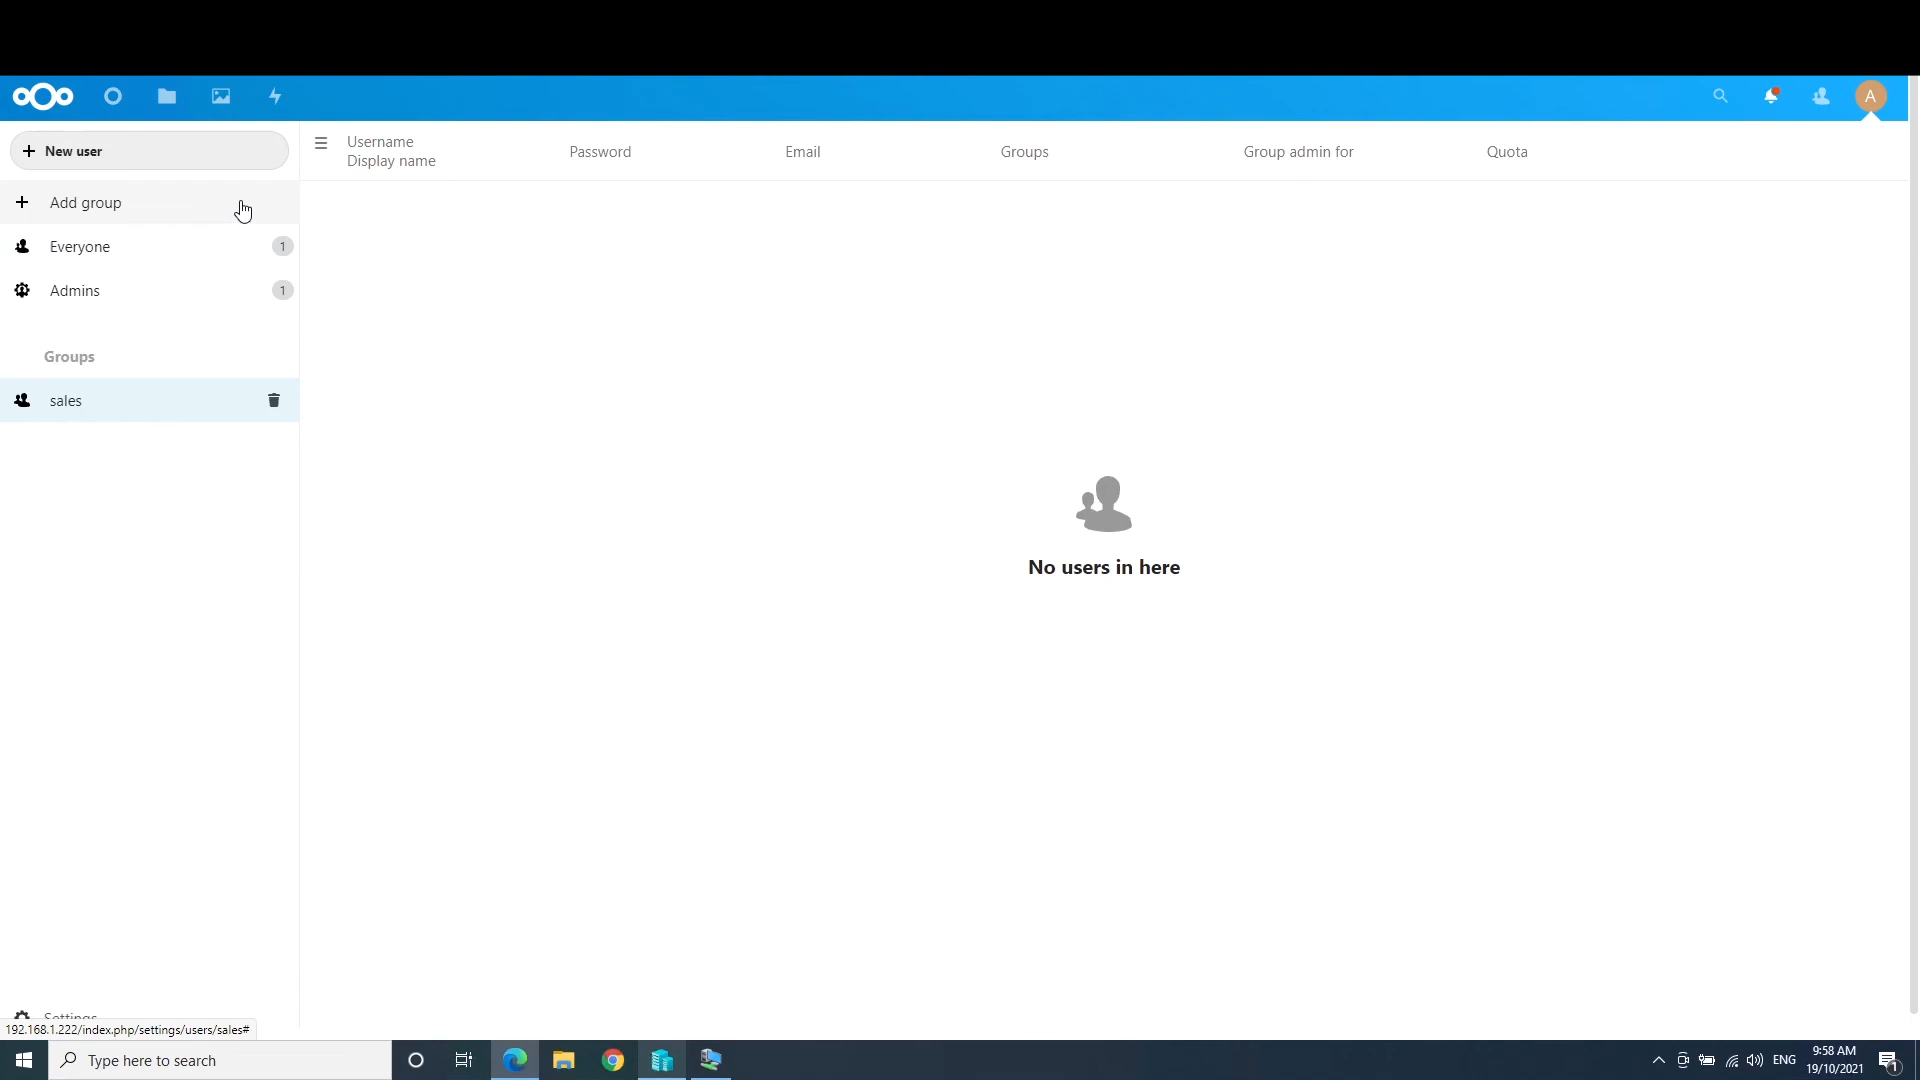 A
New user
Username
Display name
Password
Email
Groups
Group admin for
Quota
Add group
Everyone
1
Admins
1
Groups
sales
No users in here
Settings
192.168.1.222/index.php/settings/users/sales#
Type here to search
ENG
9:58 AM
19/10/2021
1